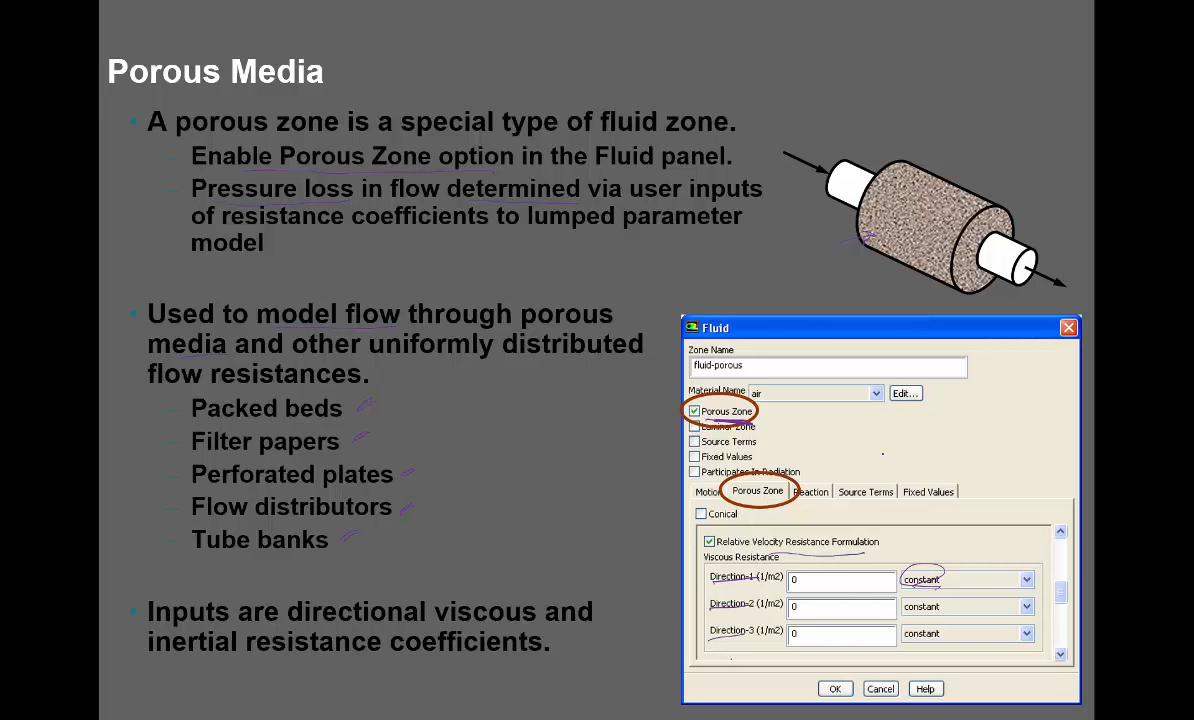 Porous Media
• A porous zone is a special type of fluid zone.
– Enable Porous Zone option in the Fluid panel.
– Pressure loss in flow determined via user inputs
of resistance coefficients to lumped parameter
model
• Used to model flow through porous
media and other uniformly distributed
flow resistances.
– Packed beds
– Filter papers
– Perforated plates
– Flow distributors
– Tube banks
• Inputs are directional viscous and
inertial resistance coefficients.
Fluid
Zone Name
fluid-porous
Material Name air Edit...
Porous Zone
Laminar Zone
Source Terms
Fixed Values
Participates In Radiation
Motion Porous Zone Reaction Source Terms Fixed Values
Conical
Relative Velocity Resistance Formulation
Viscous Resistance
Direction-1 (1/m2) 0 constant
Direction-2 (1/m2) 0 constant
Direction-3 (1/m2) 0 constant
OK Cancel Help